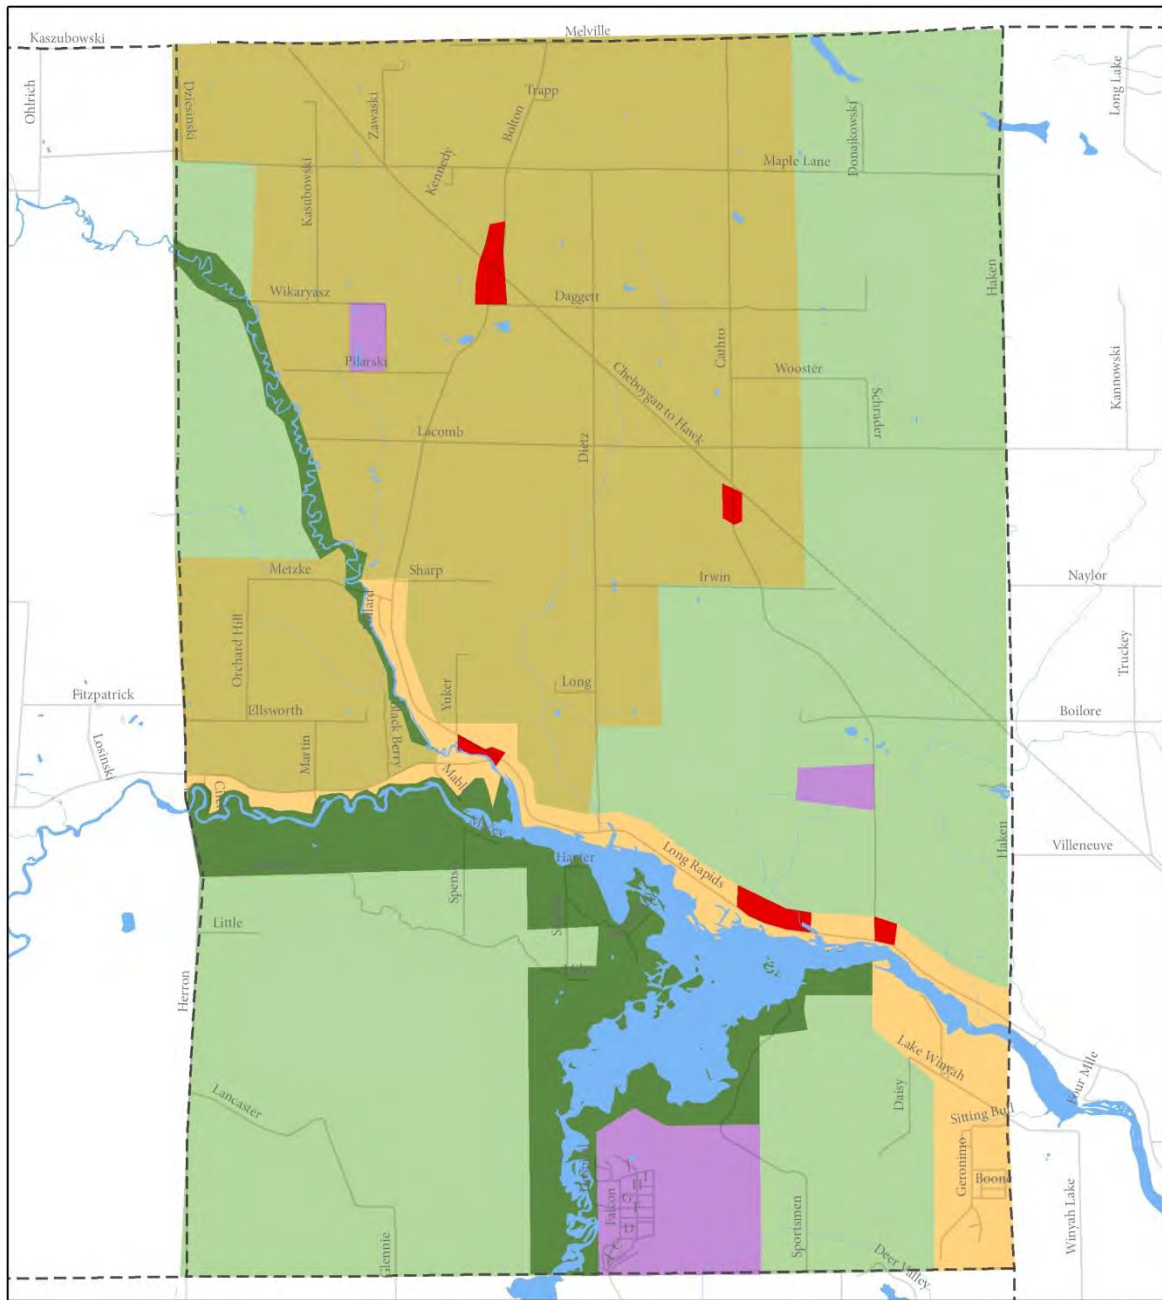 Kaszubowski
Melville
Ohlrich
Dziesinski
Zawaski
Trapp
Bolton
Long Lake
Donajkowski
Maple Lane
Kennedy
Kasubowski
Haken
Wikaryasz
Daggett
Cathro
Pilarski
Wooster
Kannowski
Cheboygan to Hawk
Schrader
Lacomb
Dietz
Metzke
Sharp
Irwin
Naylor
Orchard Hill
Truckey
Fitzpatrick
Yuker
Long
Ellsworth
Boilore
Losinski
Martin
Black Berry
Haken
Villeneuve
Long Rapids
Harter
Little
Herron
Lake Winyah
Four Mile
Daisy
Sitting Bull
Lancaster
Geronimo
Boone
Falcon
Sportsmen
Winyah Lake
Glennie
Deer Valley